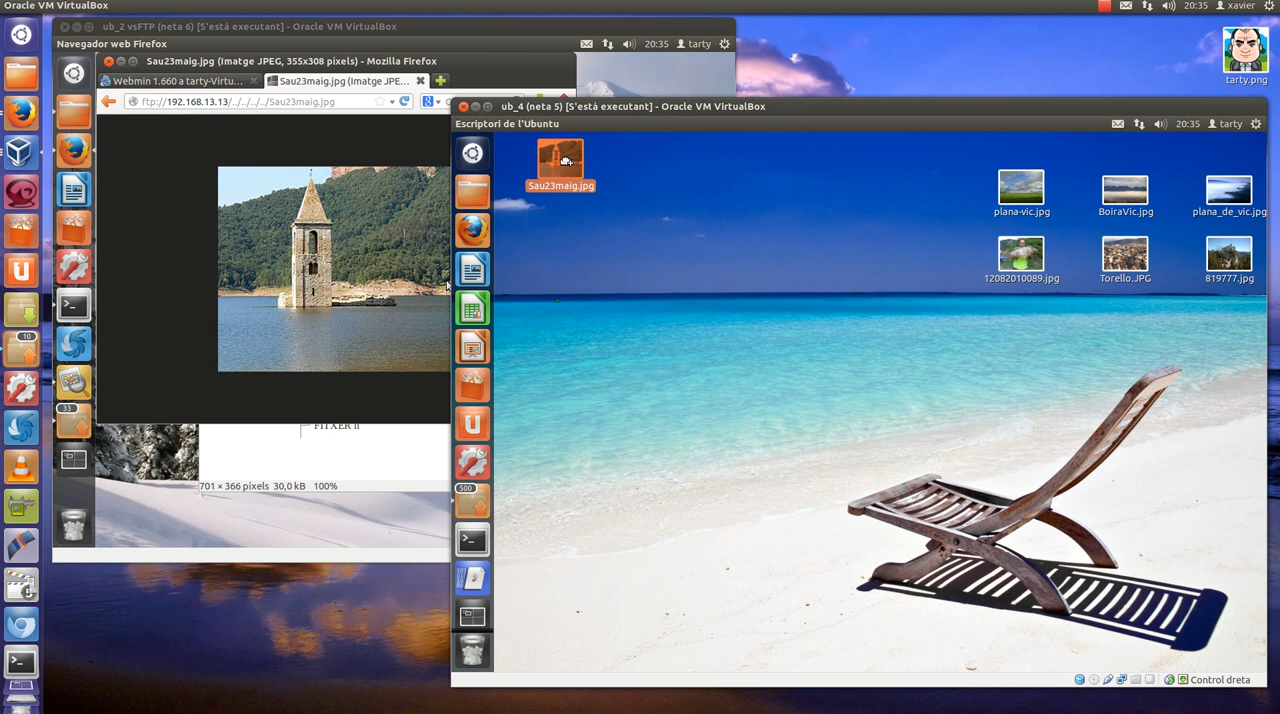 Oracle VM VirtualBox
20:35 xavier
ub_2 vsFTP (neta 6) [S'està executant] - Oracle VM VirtualBox
Navegador web Firefox
20:35 tarty
Sau23maig.jpg (Imatge JPEG, 355x308 píxels) - Mozilla Firefox
Webmin 1.660 a tarty-Virtu...
Sau23maig.jpg (Imatge JPE...
ftp://192.168.13.13/../../../../Sau23maig.jpg
tarty.png
ub_4 (neta 5) [S'està executant] - Oracle VM VirtualBox
Escriptori de l'Ubuntu
20:35 tarty
Sau23maig.jpg
plana-vic.jpg
BoiraVic.jpg
plana_de_vic.jpg
12082010089.jpg
Torello.JPG
819777.jpg
10
33
500
701 × 366 píxels 30,0 kB 100%
Control dreta